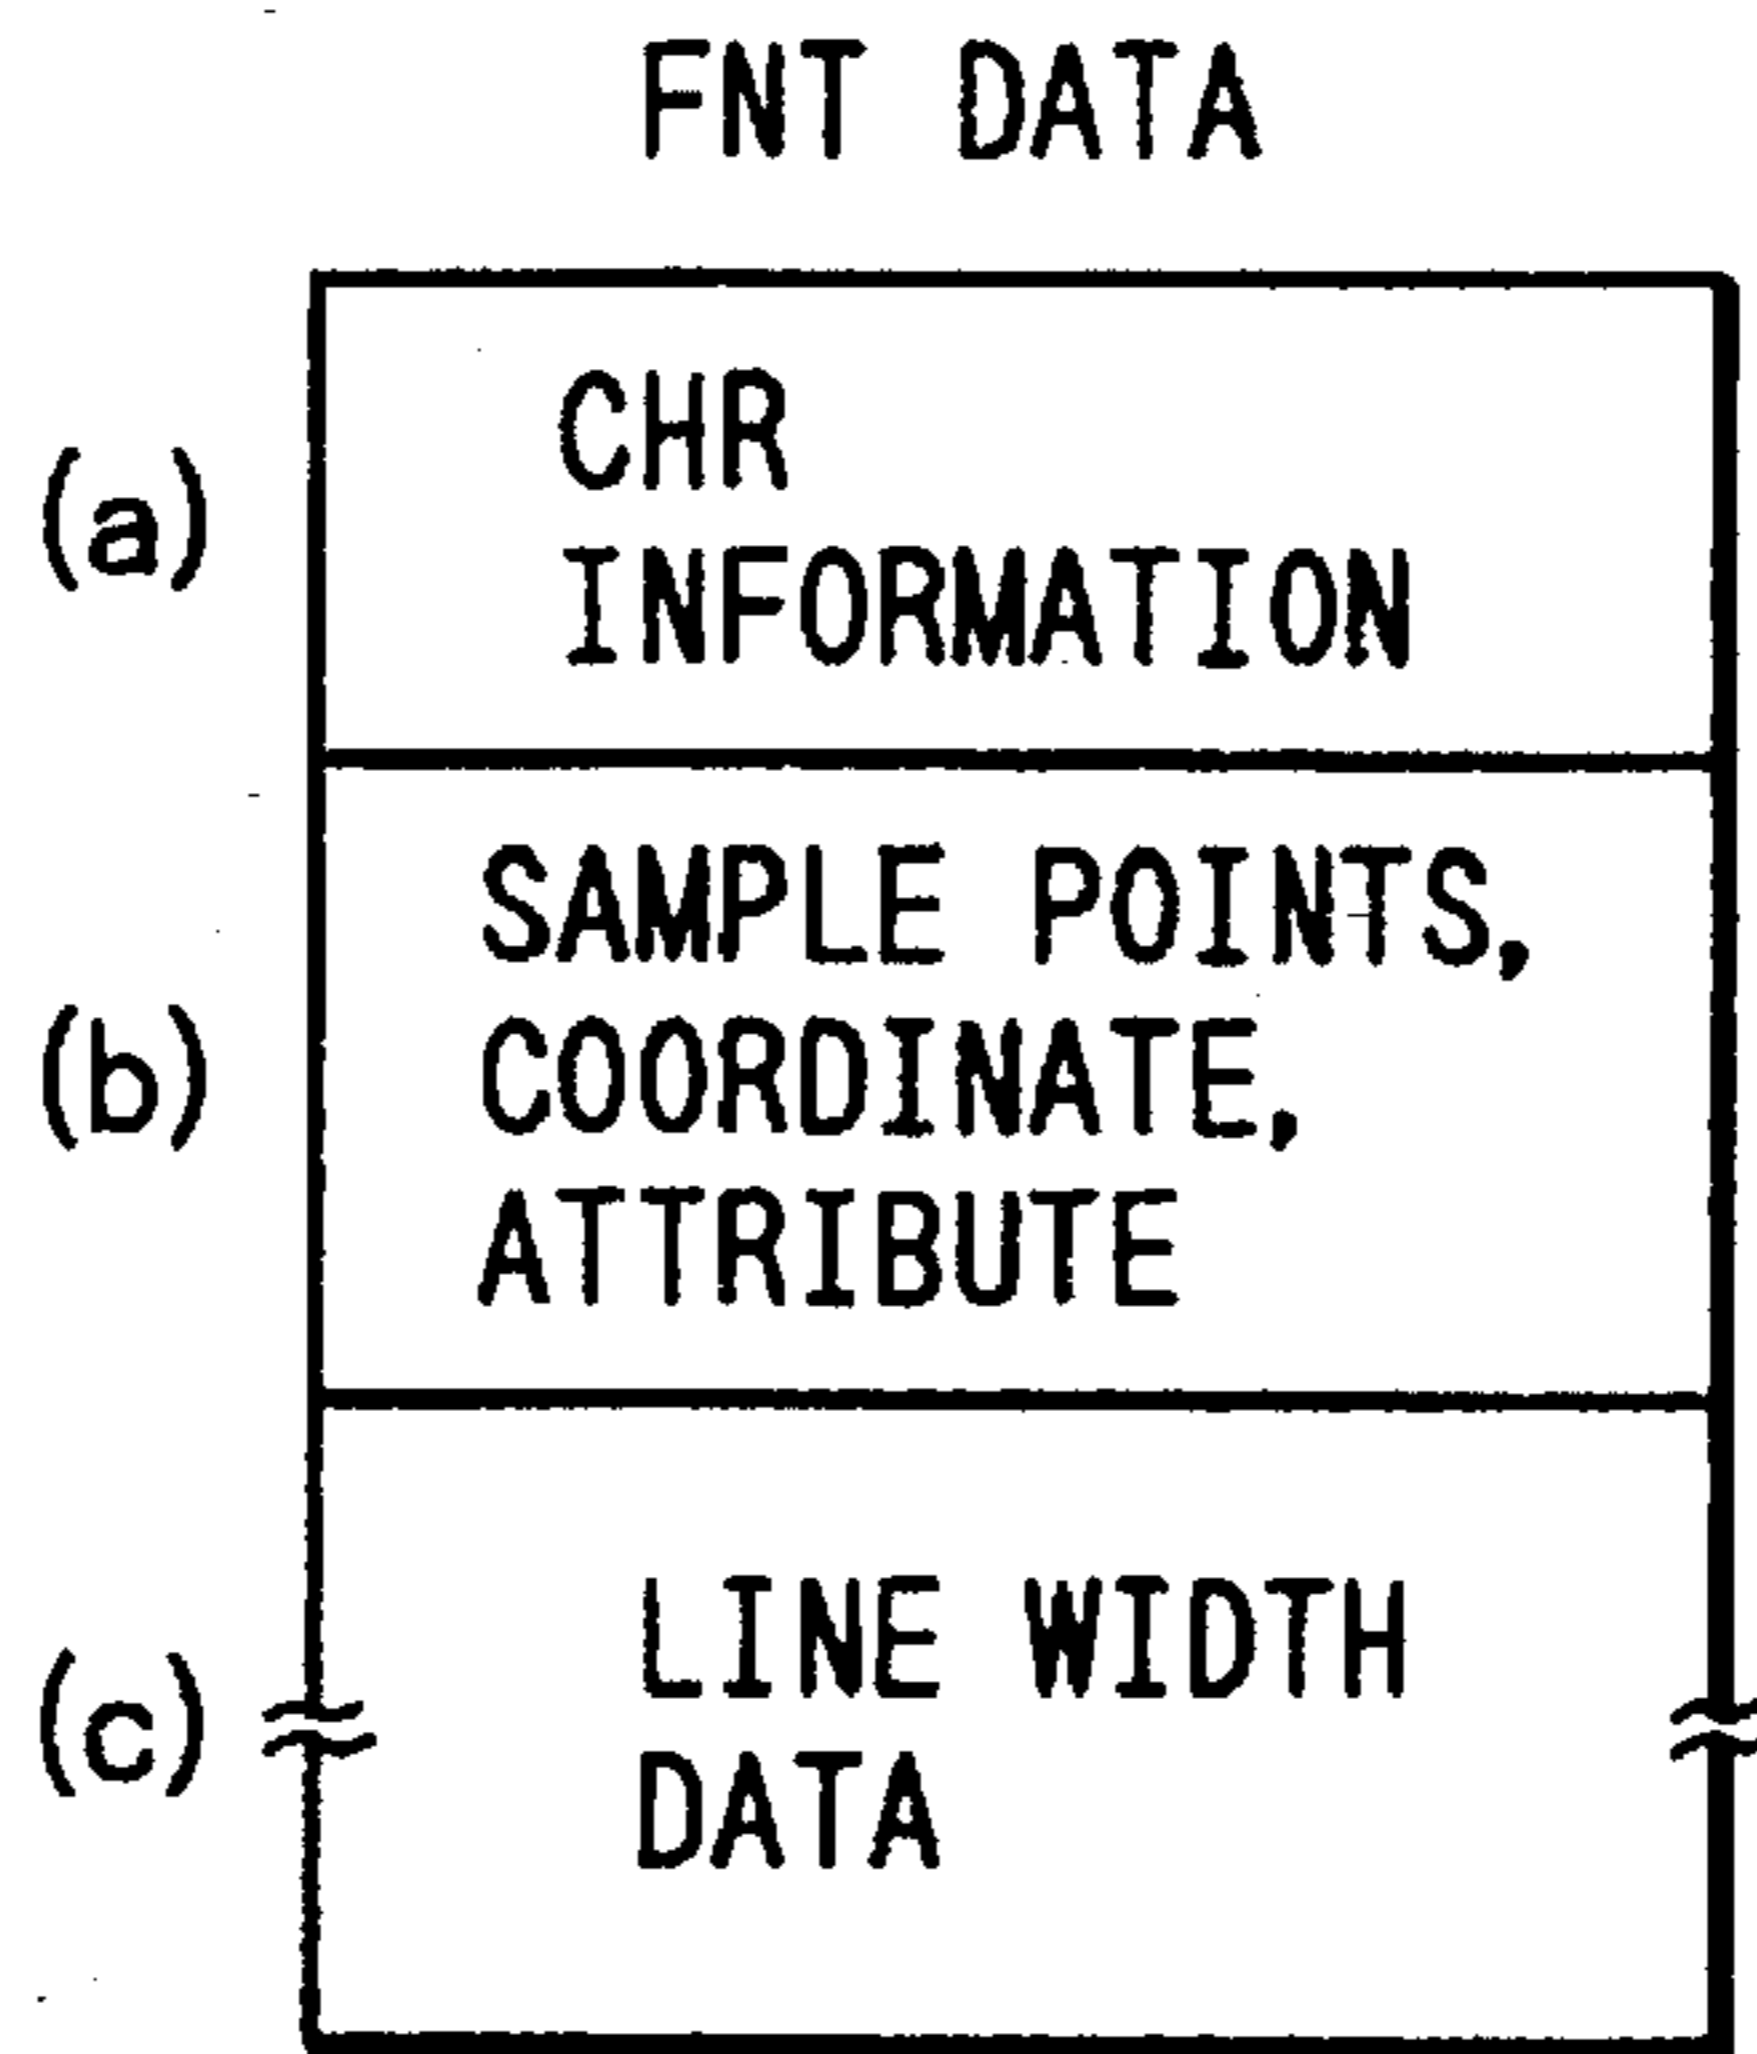 FNT DATA
(a)
CHR
INFORMATION
(b)
SAMPLE POINTS,
COORDINATE,
ATTRIBUTE
(c)
LINE WIDTH
DATA